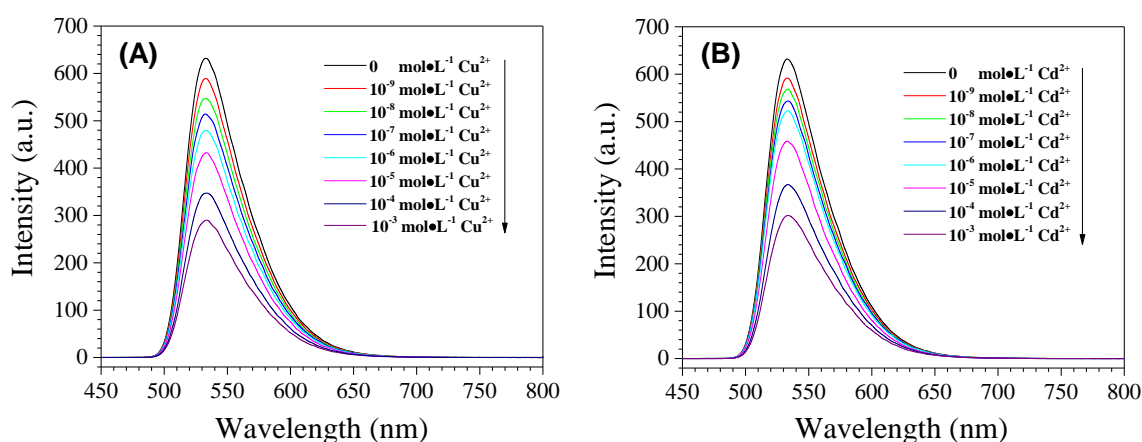 (A)
700
600
500
400
300
200
100
0
Intensity (a.u.)
0 mol•L⁻¹ Cu²⁺
10⁻⁹ mol•L⁻¹ Cu²⁺
10⁻⁸ mol•L⁻¹ Cu²⁺
10⁻⁷ mol•L⁻¹ Cu²⁺
10⁻⁶ mol•L⁻¹ Cu²⁺
10⁻⁵ mol•L⁻¹ Cu²⁺
10⁻⁴ mol•L⁻¹ Cu²⁺
10⁻³ mol•L⁻¹ Cu²⁺
450 500 550 600 650 700 750 800
Wavelength (nm)
(B)
700
600
500
400
300
200
100
0
Intensity (a.u.)
0 mol•L⁻¹ Cd²⁺
10⁻⁹ mol•L⁻¹ Cd²⁺
10⁻⁸ mol•L⁻¹ Cd²⁺
10⁻⁷ mol•L⁻¹ Cd²⁺
10⁻⁶ mol•L⁻¹ Cd²⁺
10⁻⁵ mol•L⁻¹ Cd²⁺
10⁻⁴ mol•L⁻¹ Cd²⁺
10⁻³ mol•L⁻¹ Cd²⁺
450 500 550 600 650 700 750 800
Wavelength (nm)